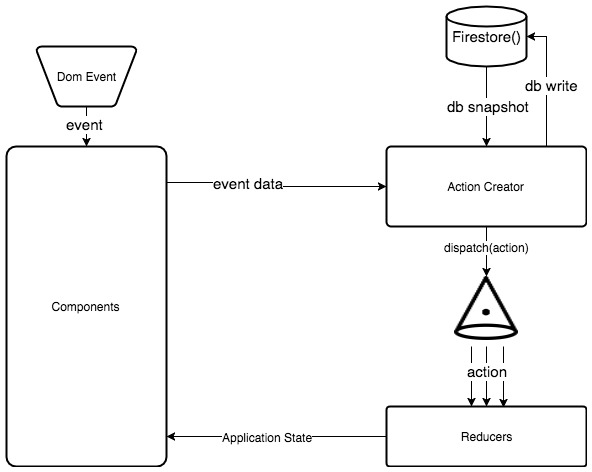 Firestore()
Dom Event
db write
db snapshot
event
event data
Action Creator
dispatch(action)
Components
action
Application State
Reducers